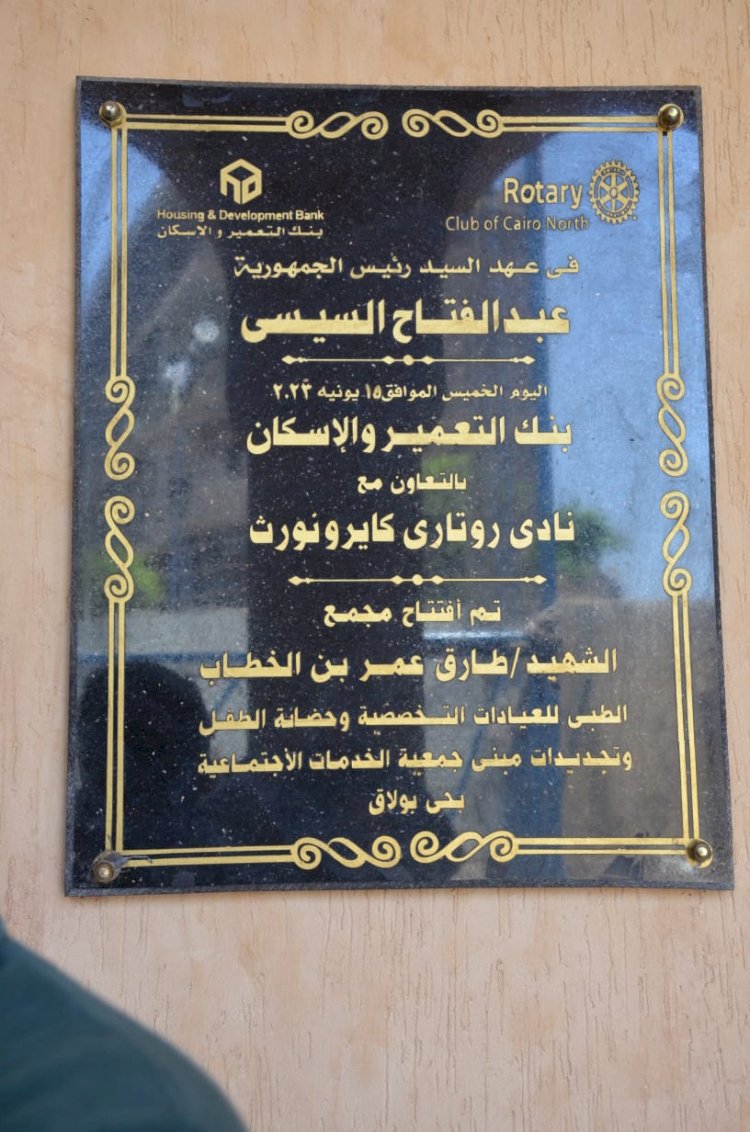 Housing & Development Bank
بنك التعمير و الاسكان
Rotary
Club of Cairo North
فى عهد السيد رئيس الجمهورية
عبدالفتاح السيسى
اليوم الخميس الموافق١٥ يونيه ٢٠٢٣
بنك التعمير والإسكان
بالتعاون مع
نادى روتارى كايرونورث
تم أفتتاح مجمع
الشهيد/طارق عمر بن الخطاب
الطبى للعيادات التخصصية وحضانة الطفل
وتجديدات مبنى جمعية الخدمات الأجتماعية
بحى بولاق